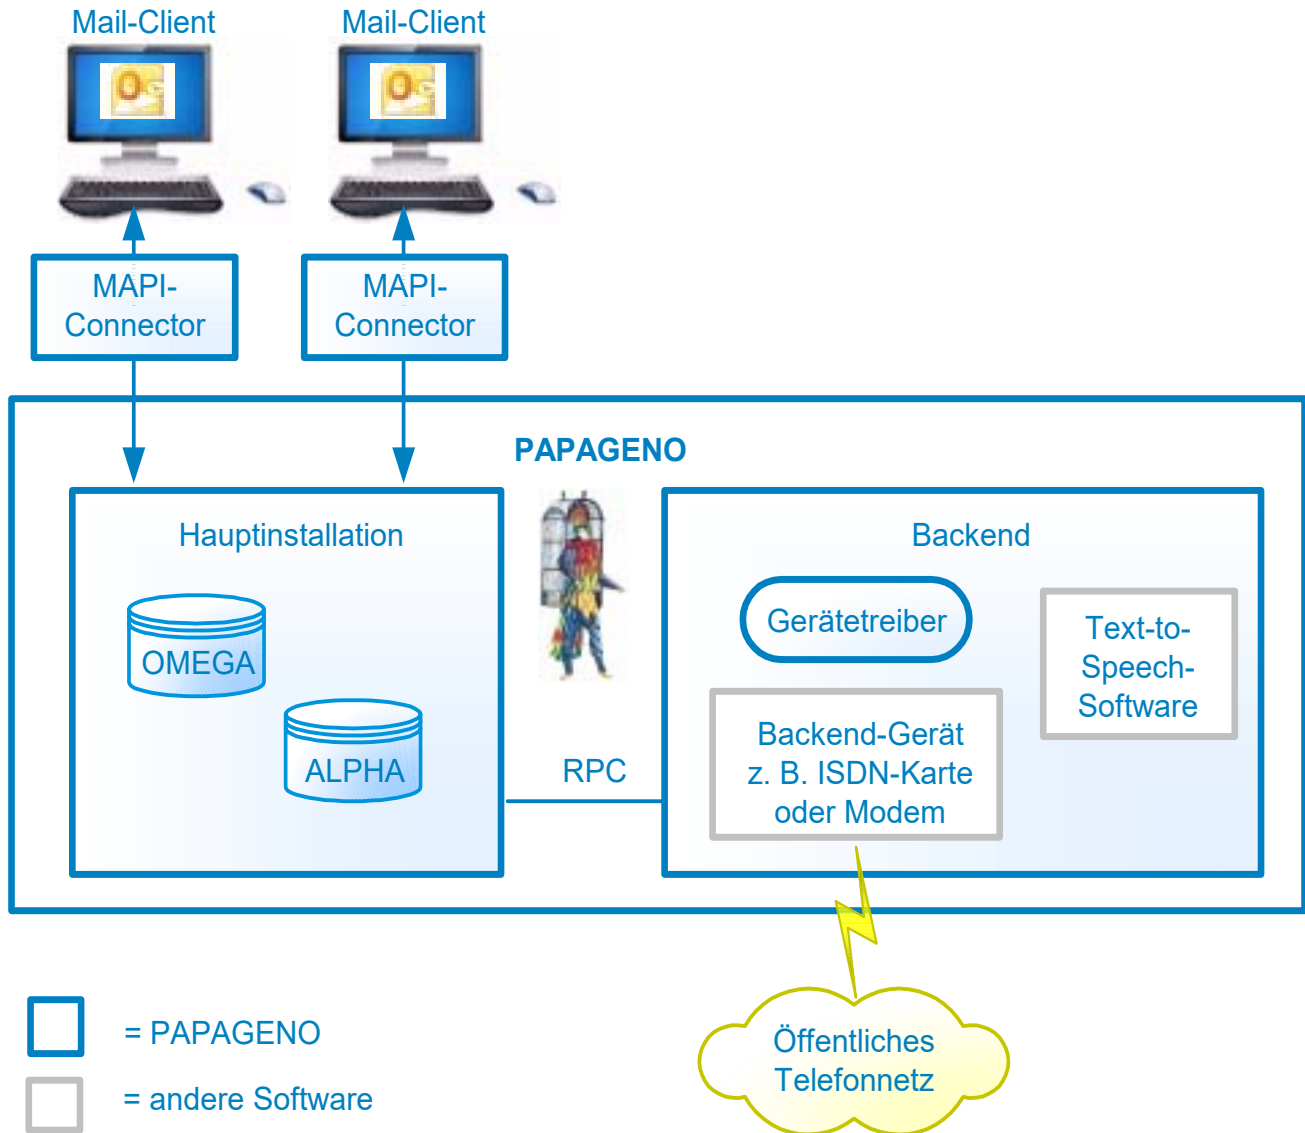 Mail-Client
Mail-Client
MAPI-
Connector
MAPI-
Connector
PAPAGENO
Hauptinstallation
OMEGA
ALPHA
RPC
Backend
Gerätetreiber
Text-to-
Speech-
Software
Backend-Gerät
z. B. ISDN-Karte
oder Modem
Öffentliches
Telefonnetz
= PAPAGENO
= andere Software